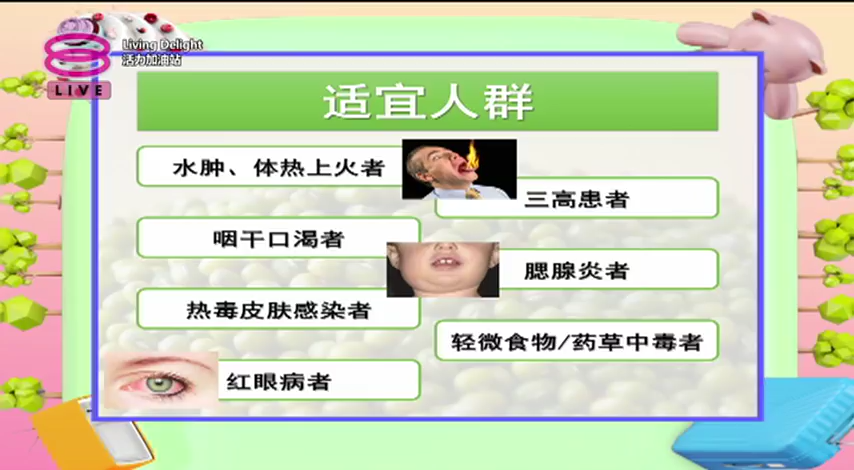 Living Delight
活力加油站
LIVE
适宜人群
水肿、体热上火者
三高患者
咽干口渴者
腮腺炎者
热毒皮肤感染者
轻微食物/药草中毒者
红眼病者